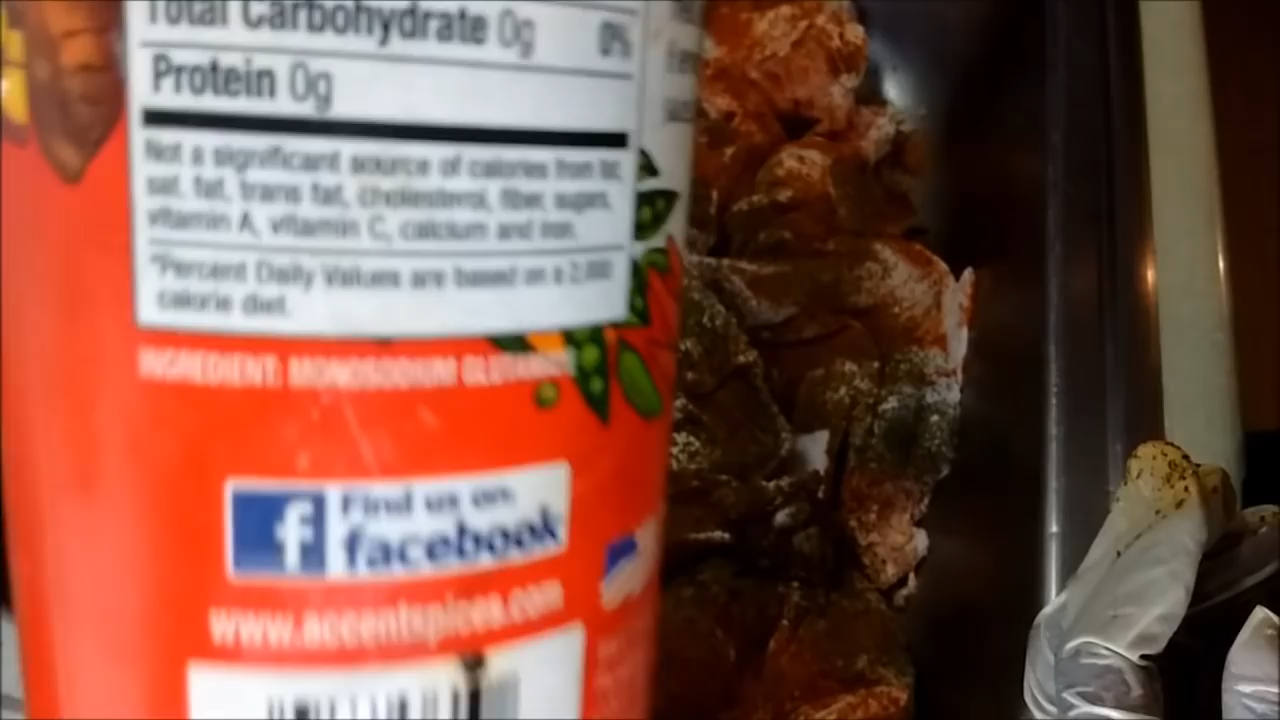 Total Carbohydrate 0g 0%
Protein 0g
Not a significant source of calories from fat,
sat. fat, trans fat, cholesterol, fiber, sugars,
vitamin A, vitamin C, calcium and iron.
*Percent Daily Values are based on a 2,000
calorie diet.
INGREDIENT: MONOSODIUM GLUTAMATE
f Find us on
facebook
www.accentspices.com